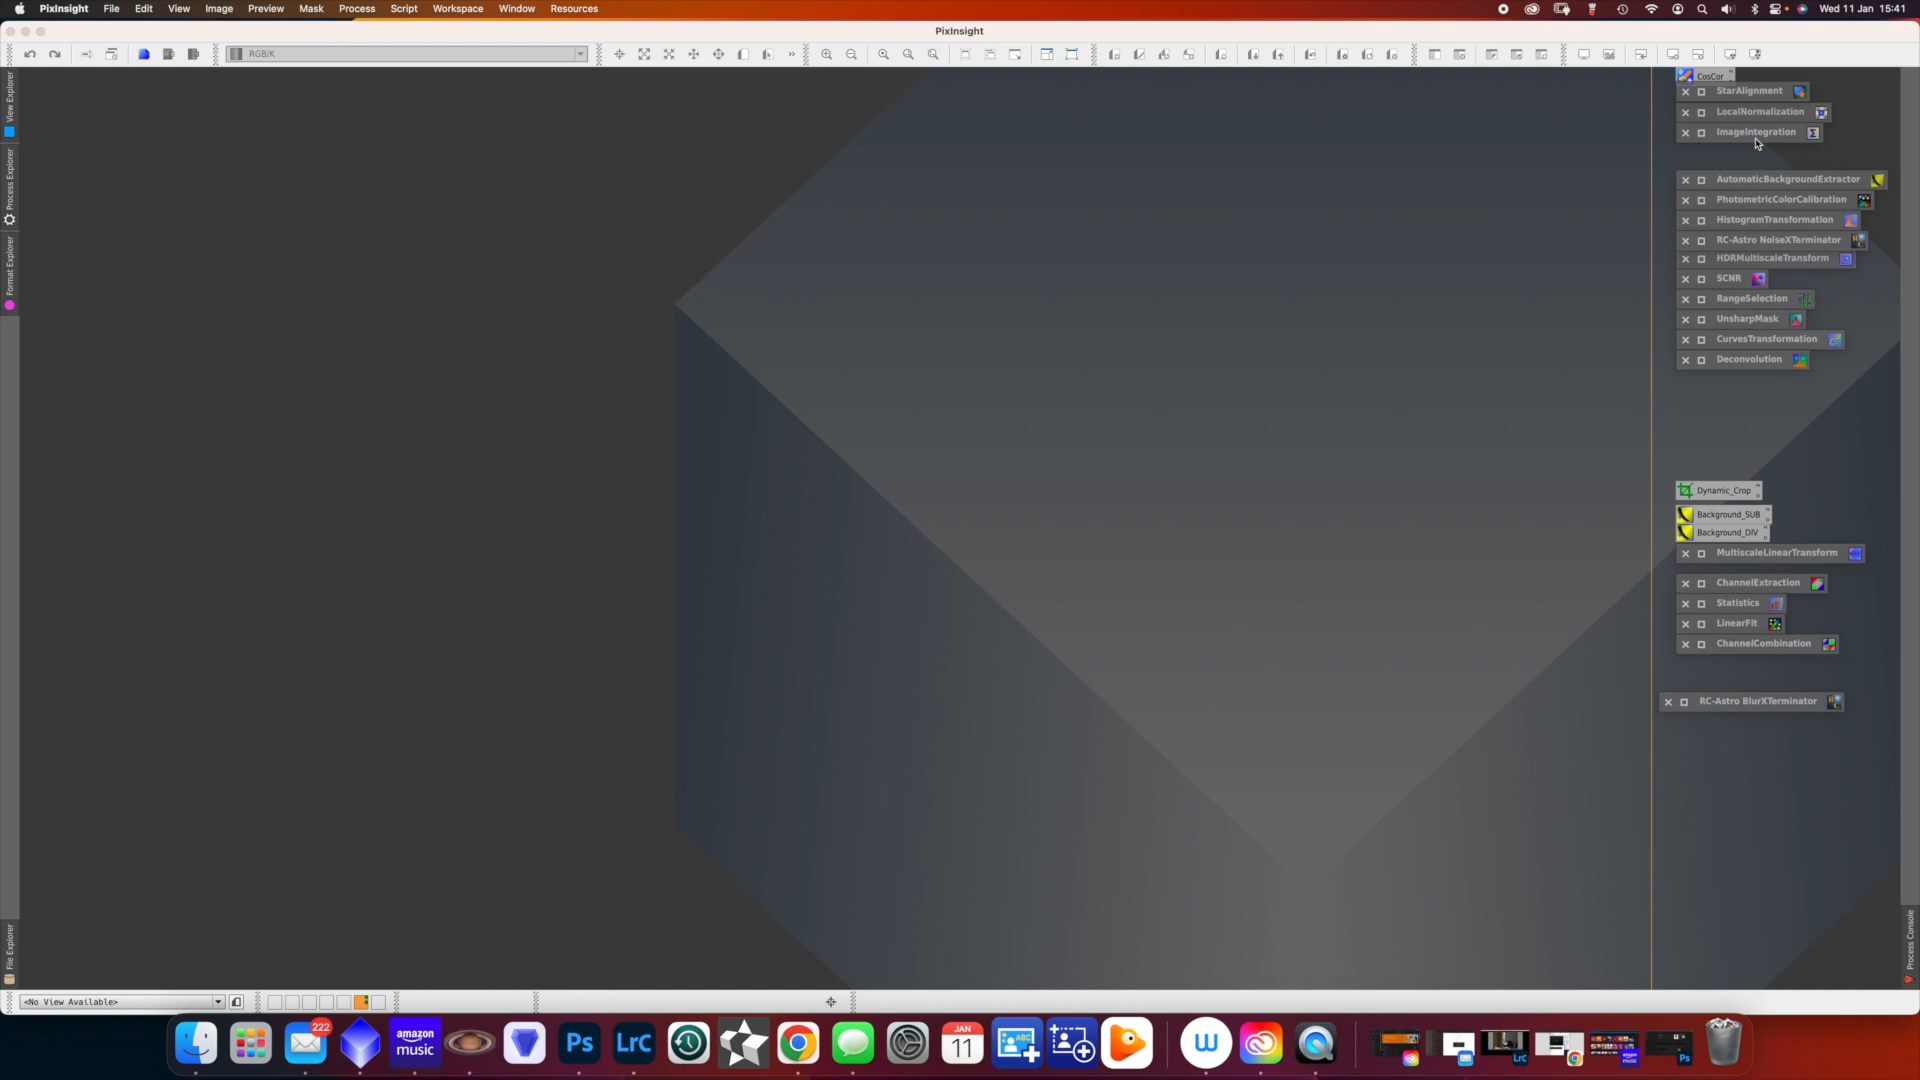 PixInsight File Edit View Image Preview Mask Process Script Workspace Window Resources
Wed 11 Jan 15:41
PixInsight
RGB/K
View Explorer
Process Explorer
Format Explorer
File Explorer
CosCor
StarAlignment
LocalNormalization
ImageIntegration
AutomaticBackgroundExtractor
PhotometricColorCalibration
HistogramTransformation
RC-Astro NoiseXTerminator
HDRMultiscaleTransform
SCNR
RangeSelection
UnsharpMask
CurvesTransformation
Deconvolution
Dynamic_Crop
Background_SUB
Background_DIV
MultiscaleLinearTransform
ChannelExtraction
Statistics
LinearFit
ChannelCombination
RC-Astro BlurXTerminator
Process Console
<No View Available>
222
amazon
music
Ps
LrC
JAN
11
ABC
W
LrC
Ps